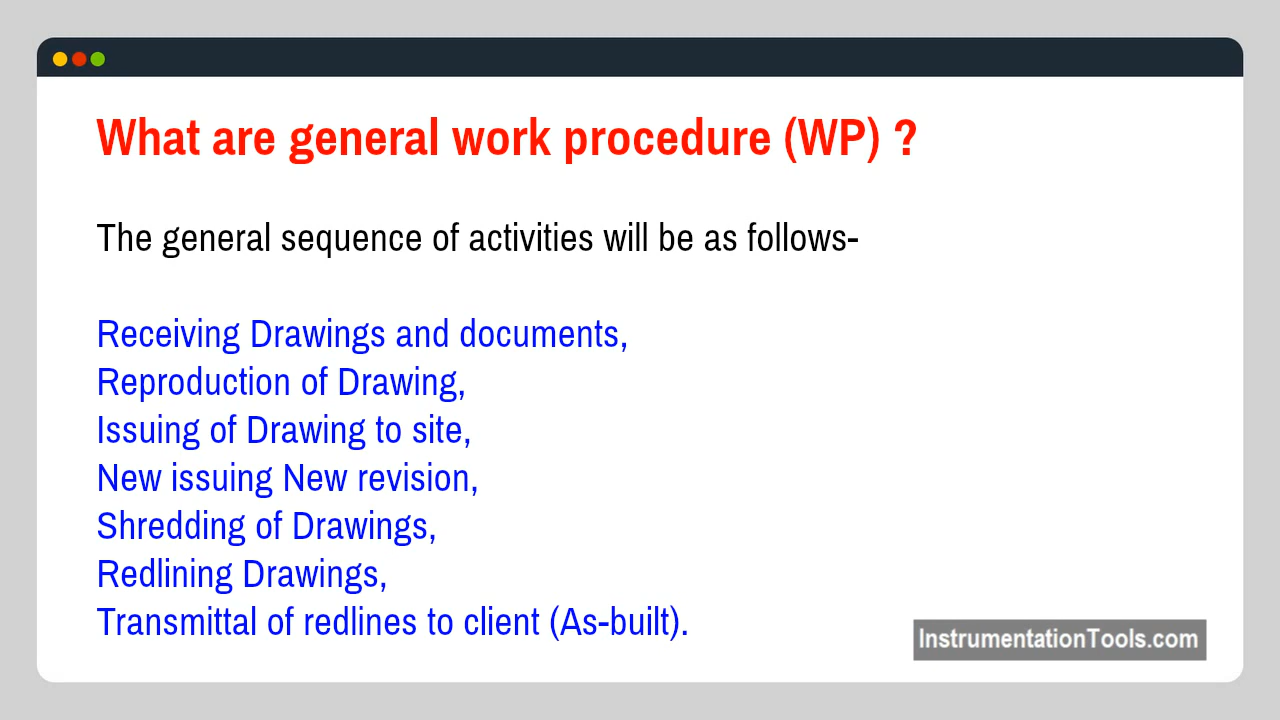 What are general work procedure (WP) ?
The general sequence of activities will be as follows-
Receiving Drawings and documents,
Reproduction of Drawing,
Issuing of Drawing to site,
New issuing New revision,
Shredding of Drawings,
Redlining Drawings,
Transmittal of redlines to client (As-built).
InstrumentationTools.com